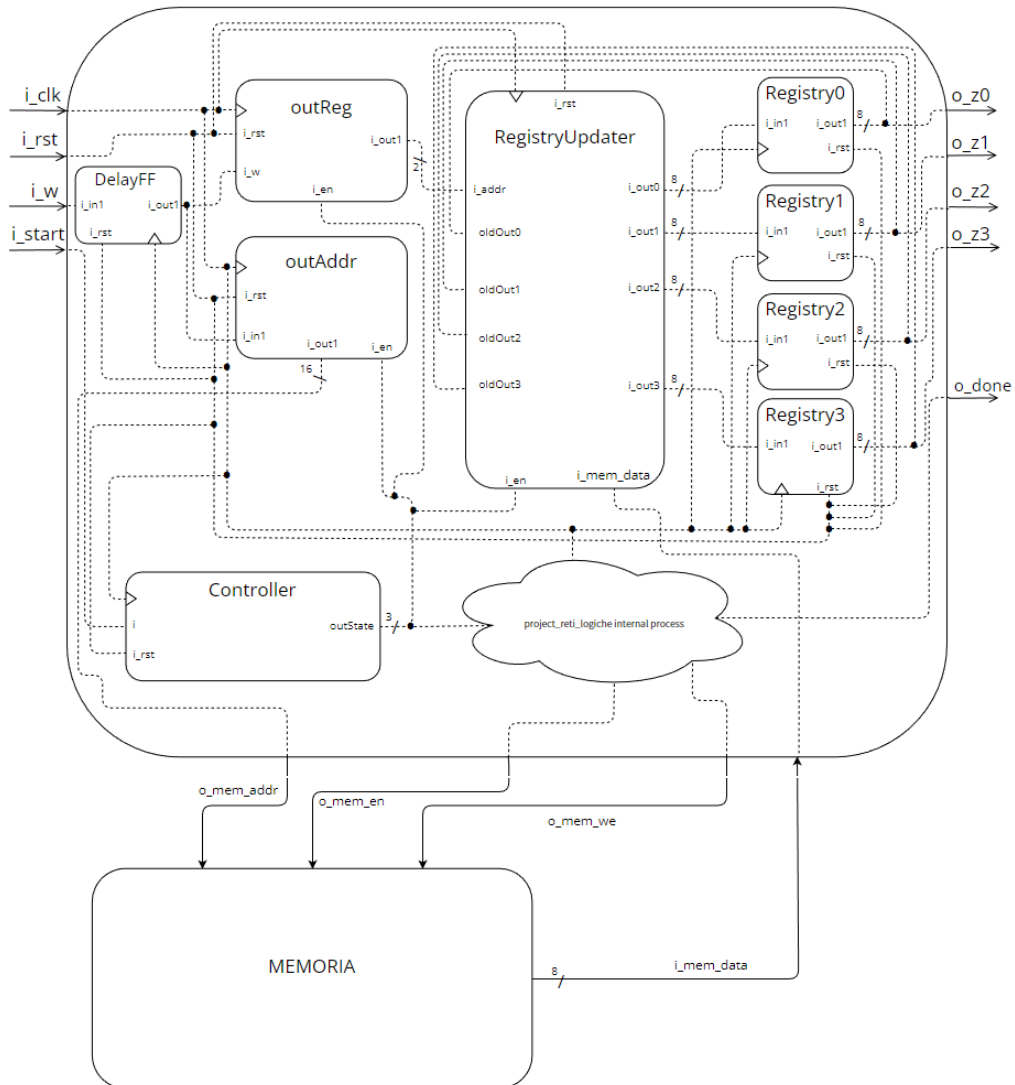 i_clk
i_rst
i_w
i_start
DelayFF
i_in1
i_out1
i_rst
outReg
i_rst
i_out1
i_w
i_en
2
outAddr
i_rst
i_in1
i_out1
i_en
16
RegistryUpdater
i_rst
i_addr
oldOut0
oldOut1
oldOut2
oldOut3
i_out0
8
i_out1
8
i_out2
8
i_out3
8
i_en
i_mem_data
Registry0
i_in1
i_out1
8
i_rst
Registry1
i_in1
i_out1
8
i_rst
Registry2
i_in1
i_out1
8
i_rst
Registry3
i_in1
i_out1
8
i_rst
o_z0
o_z1
o_z2
o_z3
o_done
Controller
i
i_rst
outState
3
project_reti_logiche internal process
o_mem_addr
o_mem_en
o_mem_we
MEMORIA
8
i_mem_data